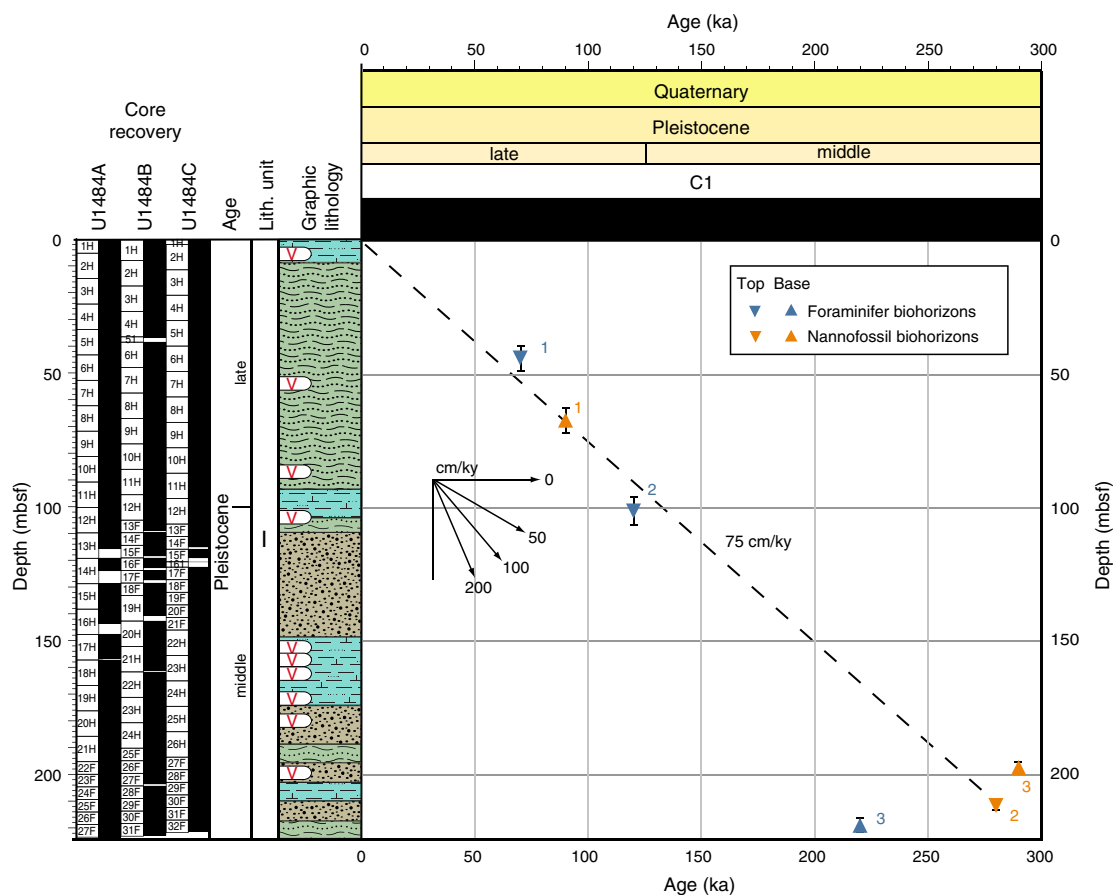 Age (ka)
0 50 100 150 200 250 300
Quaternary
Pleistocene
late middle
C1
Core
recovery
U1484A U1484B U1484C Age Lith. unit Graphic lithology
0 50 100 150 200
Depth (mbsf)
1H
2H
3H
4H
5H
6H
7H
8H
9H
10H
11H
12H
13H
14H
15H
16H
17H
18H
19H
20H
21H
22F
23F
24F
25F
26F
27F
1H
2H
3H
4H
51
6H
7H
8H
9H
10H
11H
12H
13F
14F
15F
16F
17F
18F
19H
20H
21H
22H
23H
24H
25F
26F
27F
28F
29F
30F
31F
1H
2H
3H
4H
5H
6H
7H
8H
9H
10H
11H
12H
13F
14F
15F
161
17F
18F
19F
20F
21F
22H
23H
24H
25H
26H
27F
28F
29F
30F
31F
32F
Pleistocene
late
middle
I
V
V
V
V
V
V
V
V
V
V
Top Base
Foraminifer biohorizons
Nannofossil biohorizons
1
1
2
cm/ky
0
50
100
200
75 cm/ky
3
2
3
0
50
100
150
200
Depth (mbsf)
0 50 100 150 200 250 300
Age (ka)